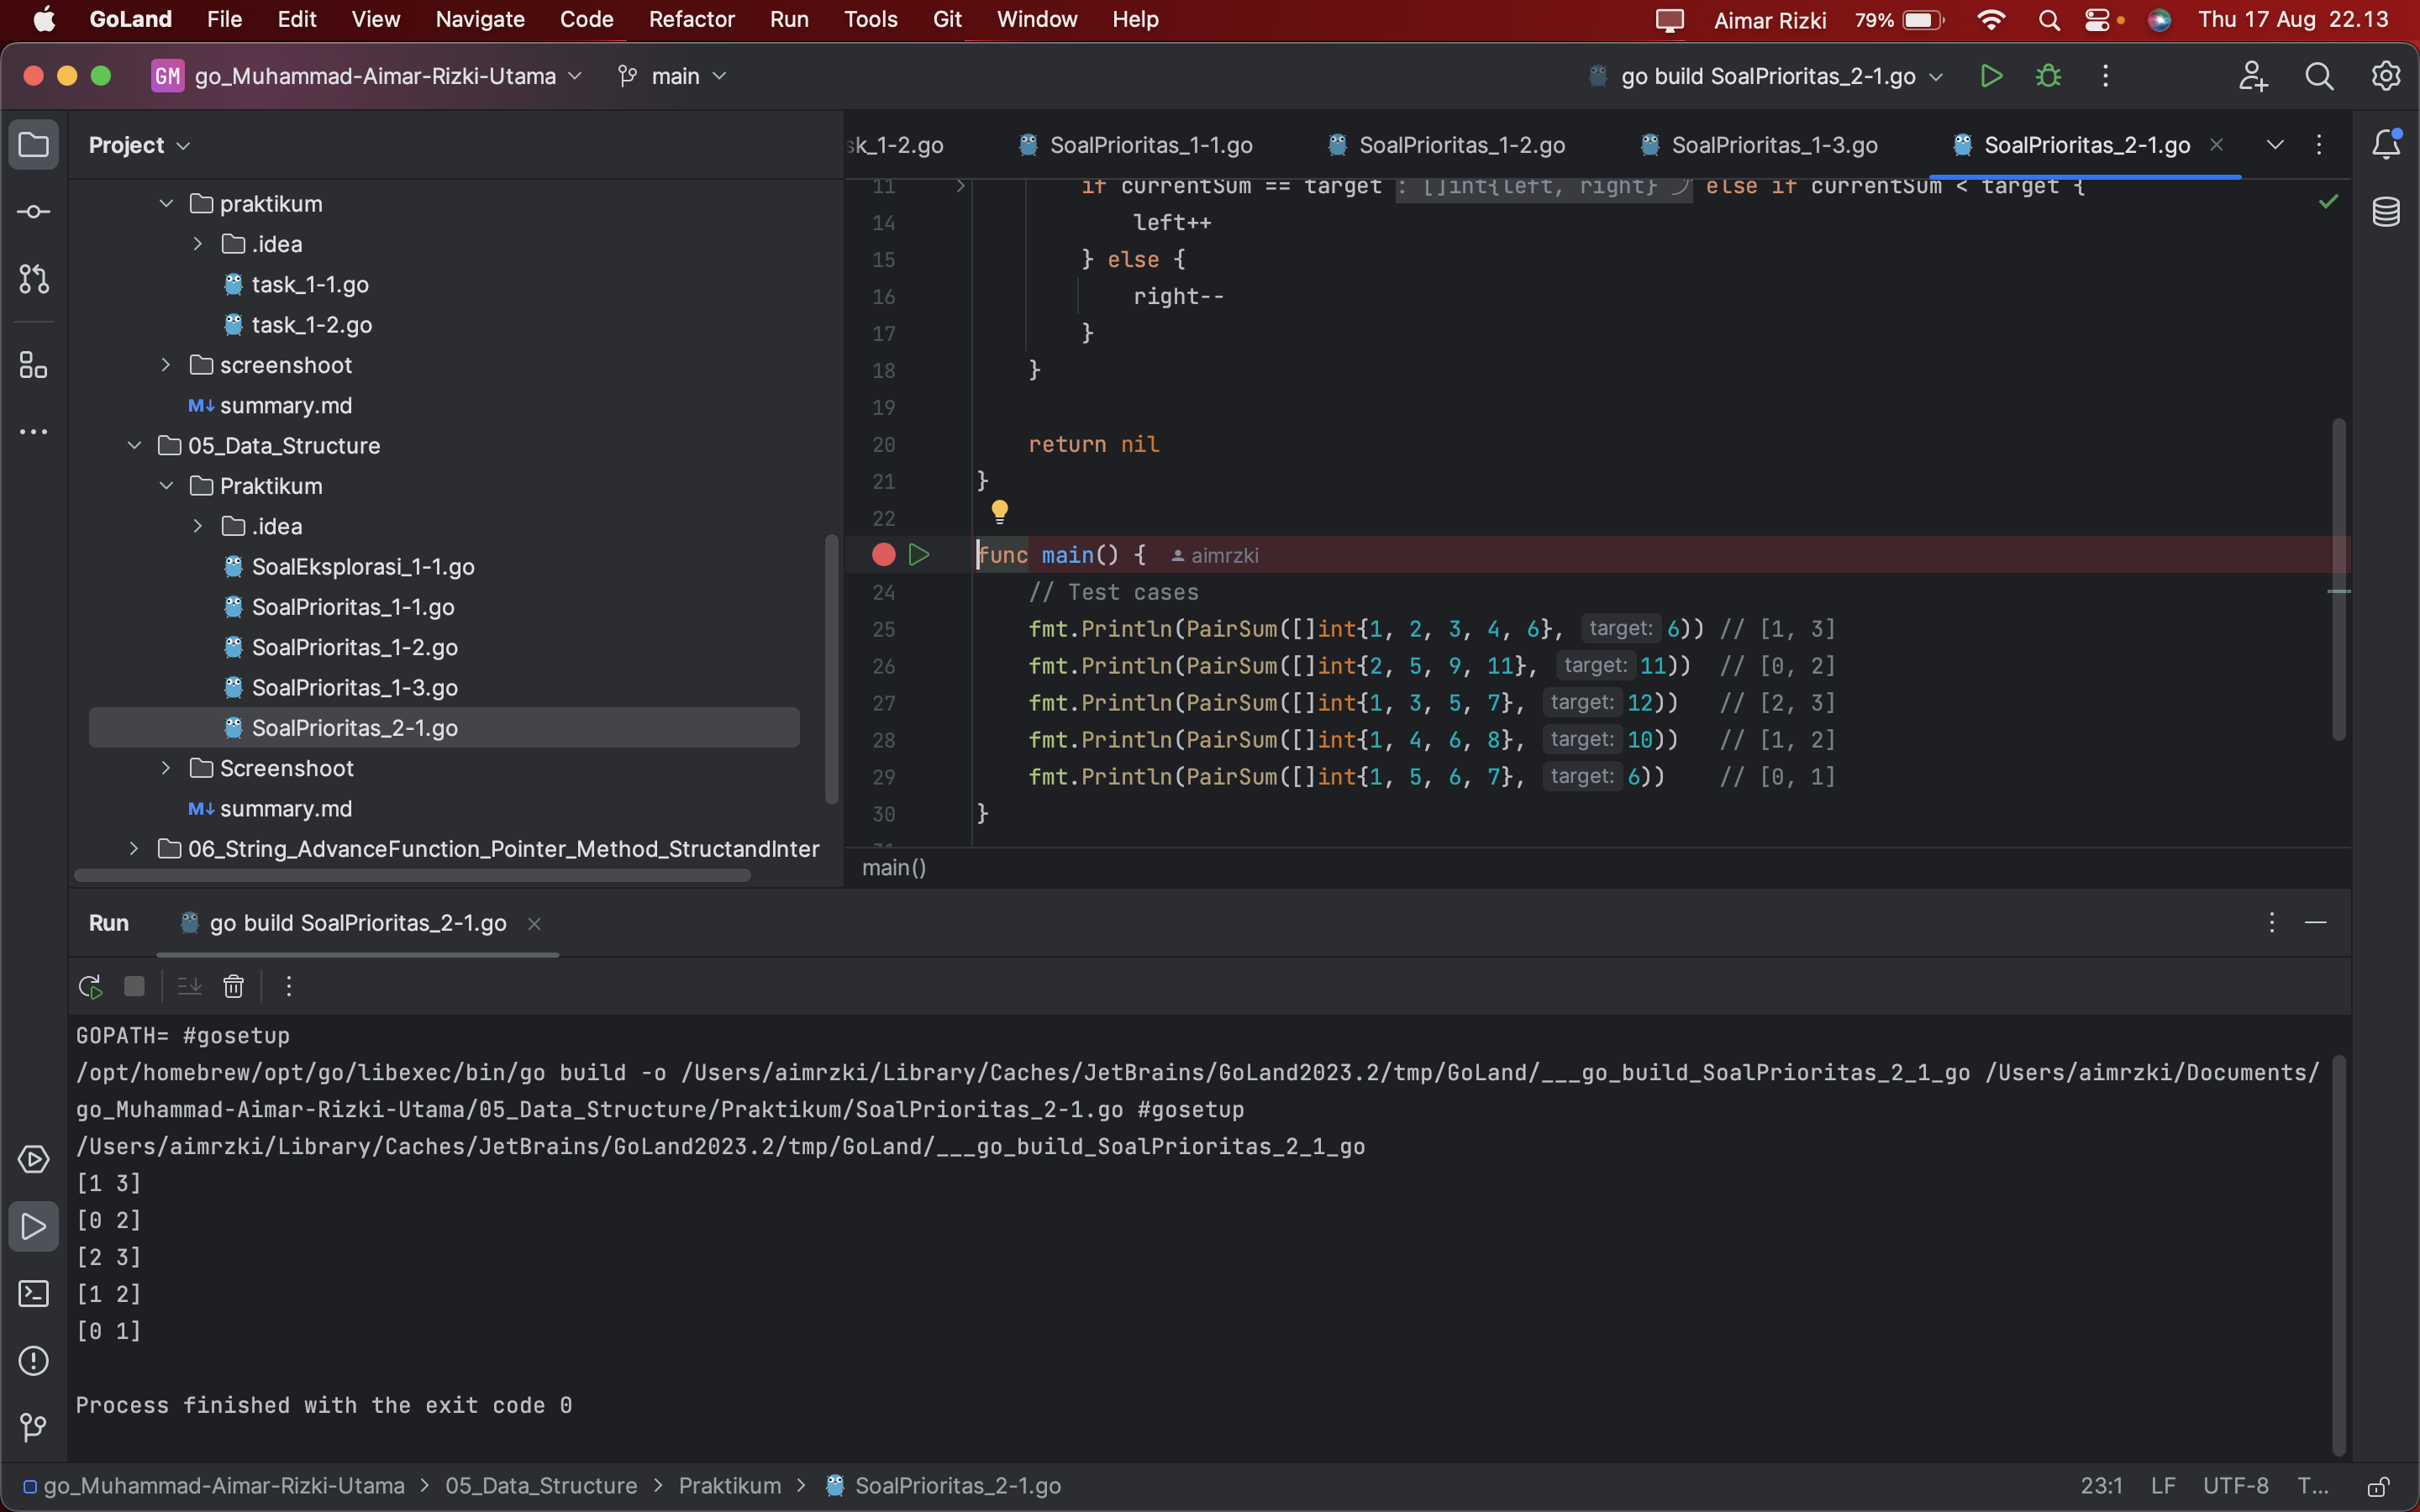 GoLand File Edit View Navigate Code Refactor Run Tools Git Window Help Aimar Rizki 79% Thu 17 Aug 22.13
GM go_Muhammad-Aimar-Rizki-Utama main go build SoalPrioritas_2-1.go
Project
praktikum
.idea
task_1-1.go
task_1-2.go
screenshoot
M↓ summary.md
05_Data_Structure
Praktikum
.idea
SoalEksplorasi_1-1.go
SoalPrioritas_1-1.go
SoalPrioritas_1-2.go
SoalPrioritas_1-3.go
SoalPrioritas_2-1.go
Screenshoot
M↓ summary.md
06_String_AdvanceFunction_Pointer_Method_StructandInter
sk_1-2.go SoalPrioritas_1-1.go SoalPrioritas_1-2.go SoalPrioritas_1-3.go SoalPrioritas_2-1.go
11 if currentSum == target : []int{left, right} else if currentSum < target {
14 left++
15 } else {
16 right--
17 }
18 }
19
20 return nil
21 }
22
func main() { aimrzki
24 // Test cases
25 fmt.Println(PairSum([]int{1, 2, 3, 4, 6}, target: 6)) // [1, 3]
26 fmt.Println(PairSum([]int{2, 5, 9, 11}, target: 11)) // [0, 2]
27 fmt.Println(PairSum([]int{1, 3, 5, 7}, target: 12)) // [2, 3]
28 fmt.Println(PairSum([]int{1, 4, 6, 8}, target: 10)) // [1, 2]
29 fmt.Println(PairSum([]int{1, 5, 6, 7}, target: 6)) // [0, 1]
30 }
main()
Run go build SoalPrioritas_2-1.go
GOPATH= #gosetup
/opt/homebrew/opt/go/libexec/bin/go build -o /Users/aimrzki/Library/Caches/JetBrains/GoLand2023.2/tmp/GoLand/___go_build_SoalPrioritas_2_1_go /Users/aimrzki/Documents/
go_Muhammad-Aimar-Rizki-Utama/05_Data_Structure/Praktikum/SoalPrioritas_2-1.go #gosetup
/Users/aimrzki/Library/Caches/JetBrains/GoLand2023.2/tmp/GoLand/___go_build_SoalPrioritas_2_1_go
[1 3]
[0 2]
[2 3]
[1 2]
[0 1]
Process finished with the exit code 0
go_Muhammad-Aimar-Rizki-Utama > 05_Data_Structure > Praktikum > SoalPrioritas_2-1.go 23:1 LF UTF-8 T...